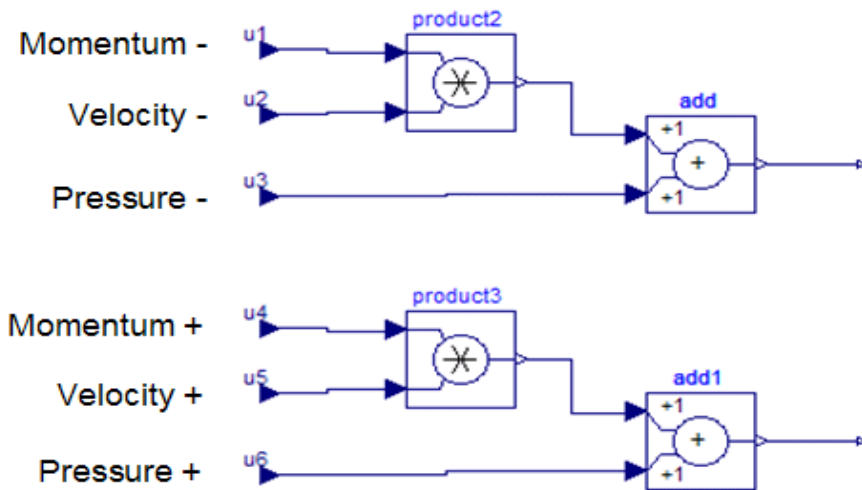 product2
Momentum - u1
Velocity - u2
add
+1
+
Pressure - u3
+1
product3
Momentum + u4
Velocity + u5
add1
+1
+
Pressure + u6
+1